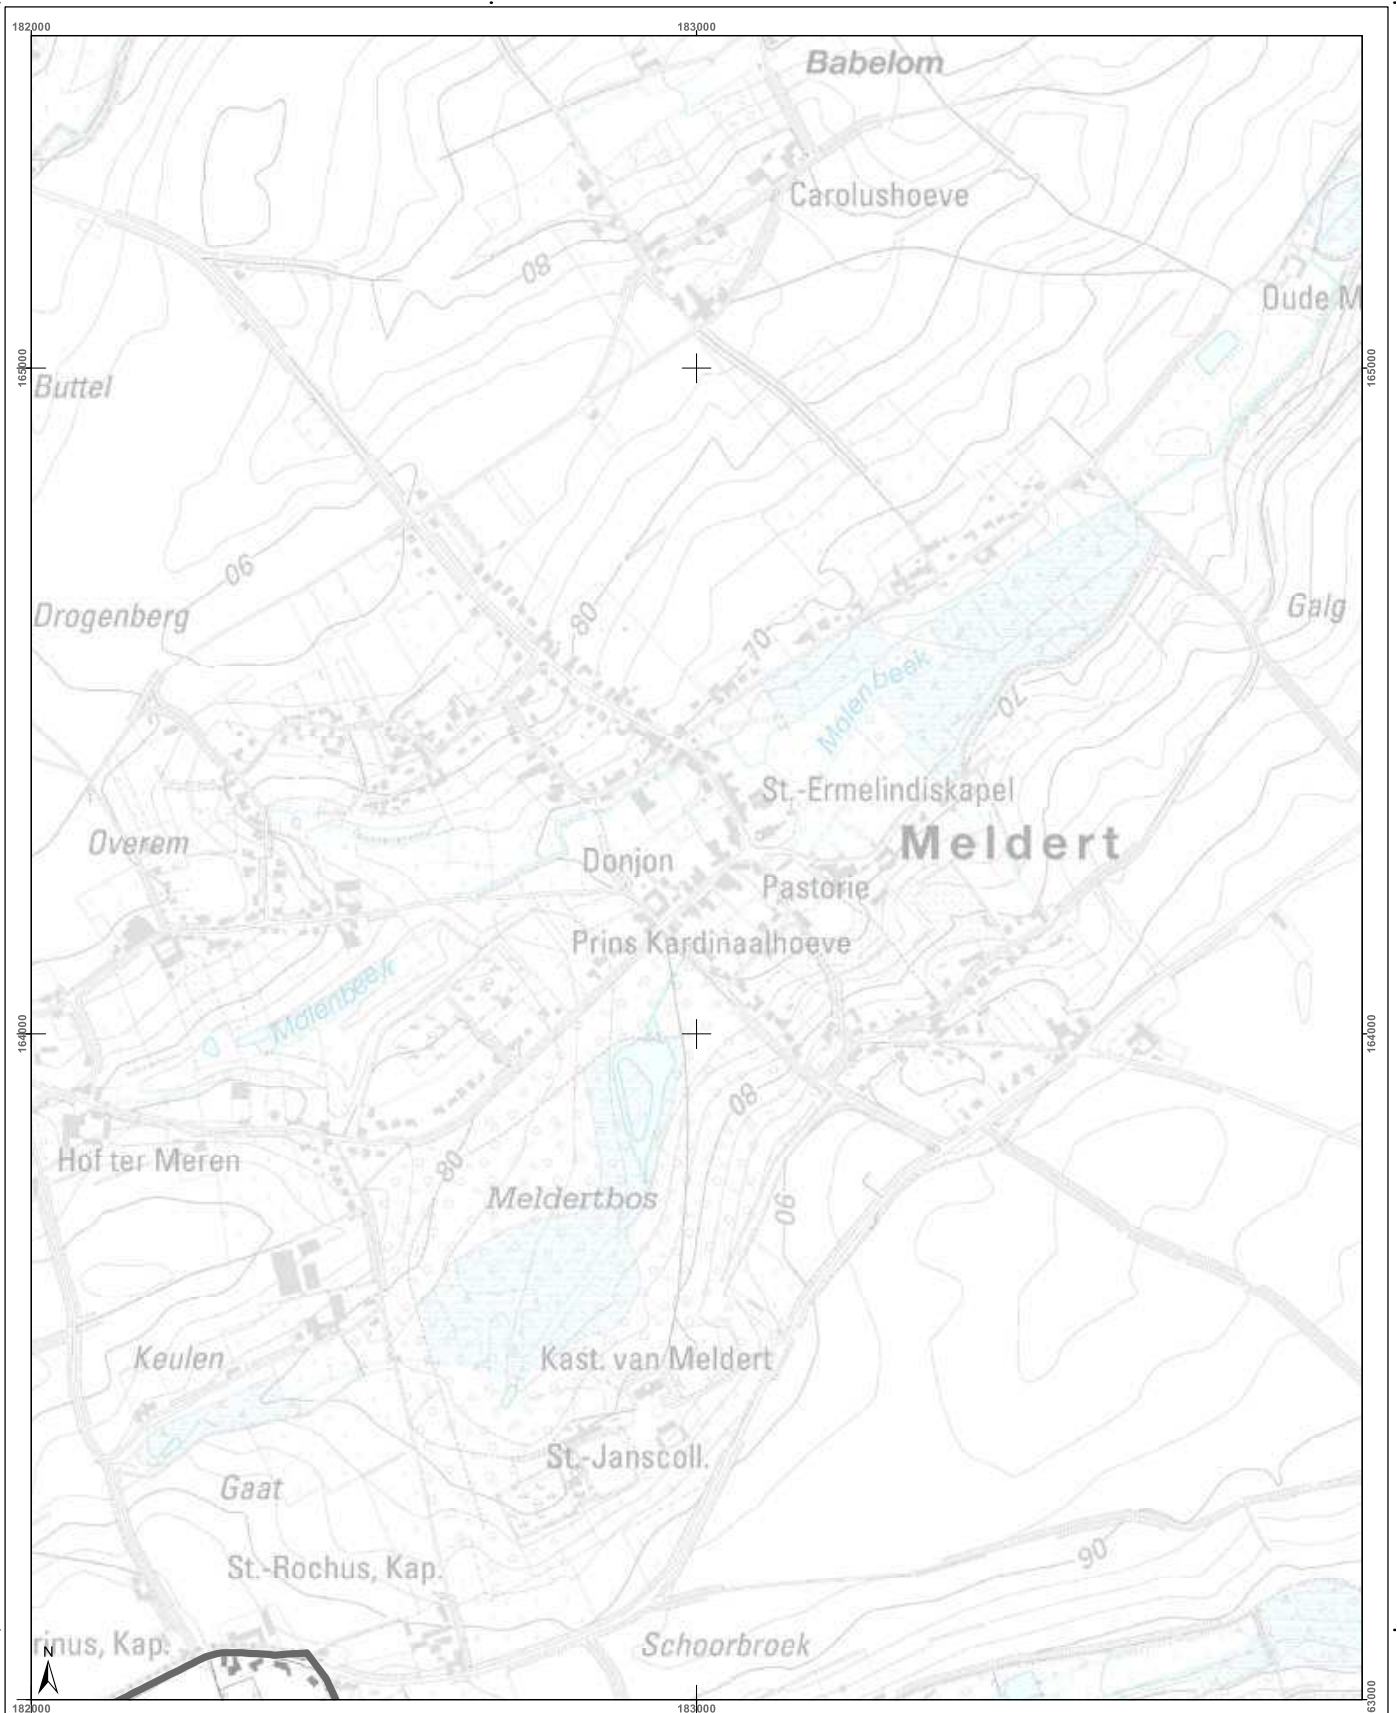 182000
183000
Babelom
Carolushoeve
80
Oude M
165000
165000
Buttel
90
Drogenberg
80
70
Galg
Molenbeek
70
St.-Ermelindiskapel
Meldert
Overem
Donjon
Pastorie
Prins Kardinaalhoeve
Molenbeek
164000
164000
80
Hof ter Meren
80
Meldertbos
90
Keulen
Kast. van Meldert
St.-Janscoll.
Gaat
St.-Rochus, Kap.
90
rinus, Kap.
Schoorbroek
N
182000
183000
63000